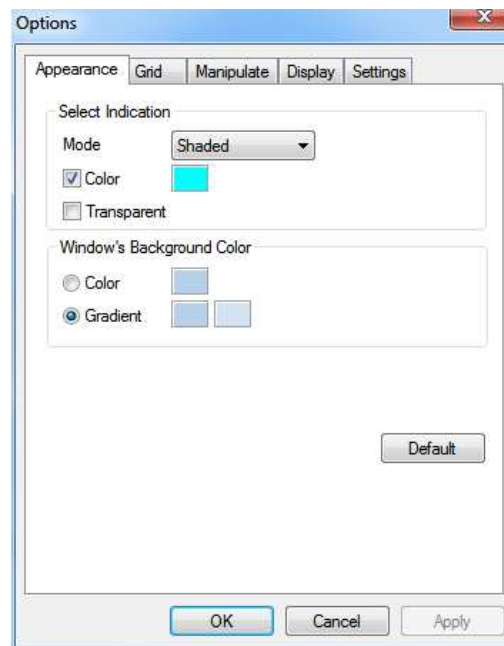 Options
Appearance Grid Manipulate Display Settings
Select Indication
Mode Shaded
Color
Transparent
Window's Background Color
Color
Gradient
Default
OK Cancel Apply